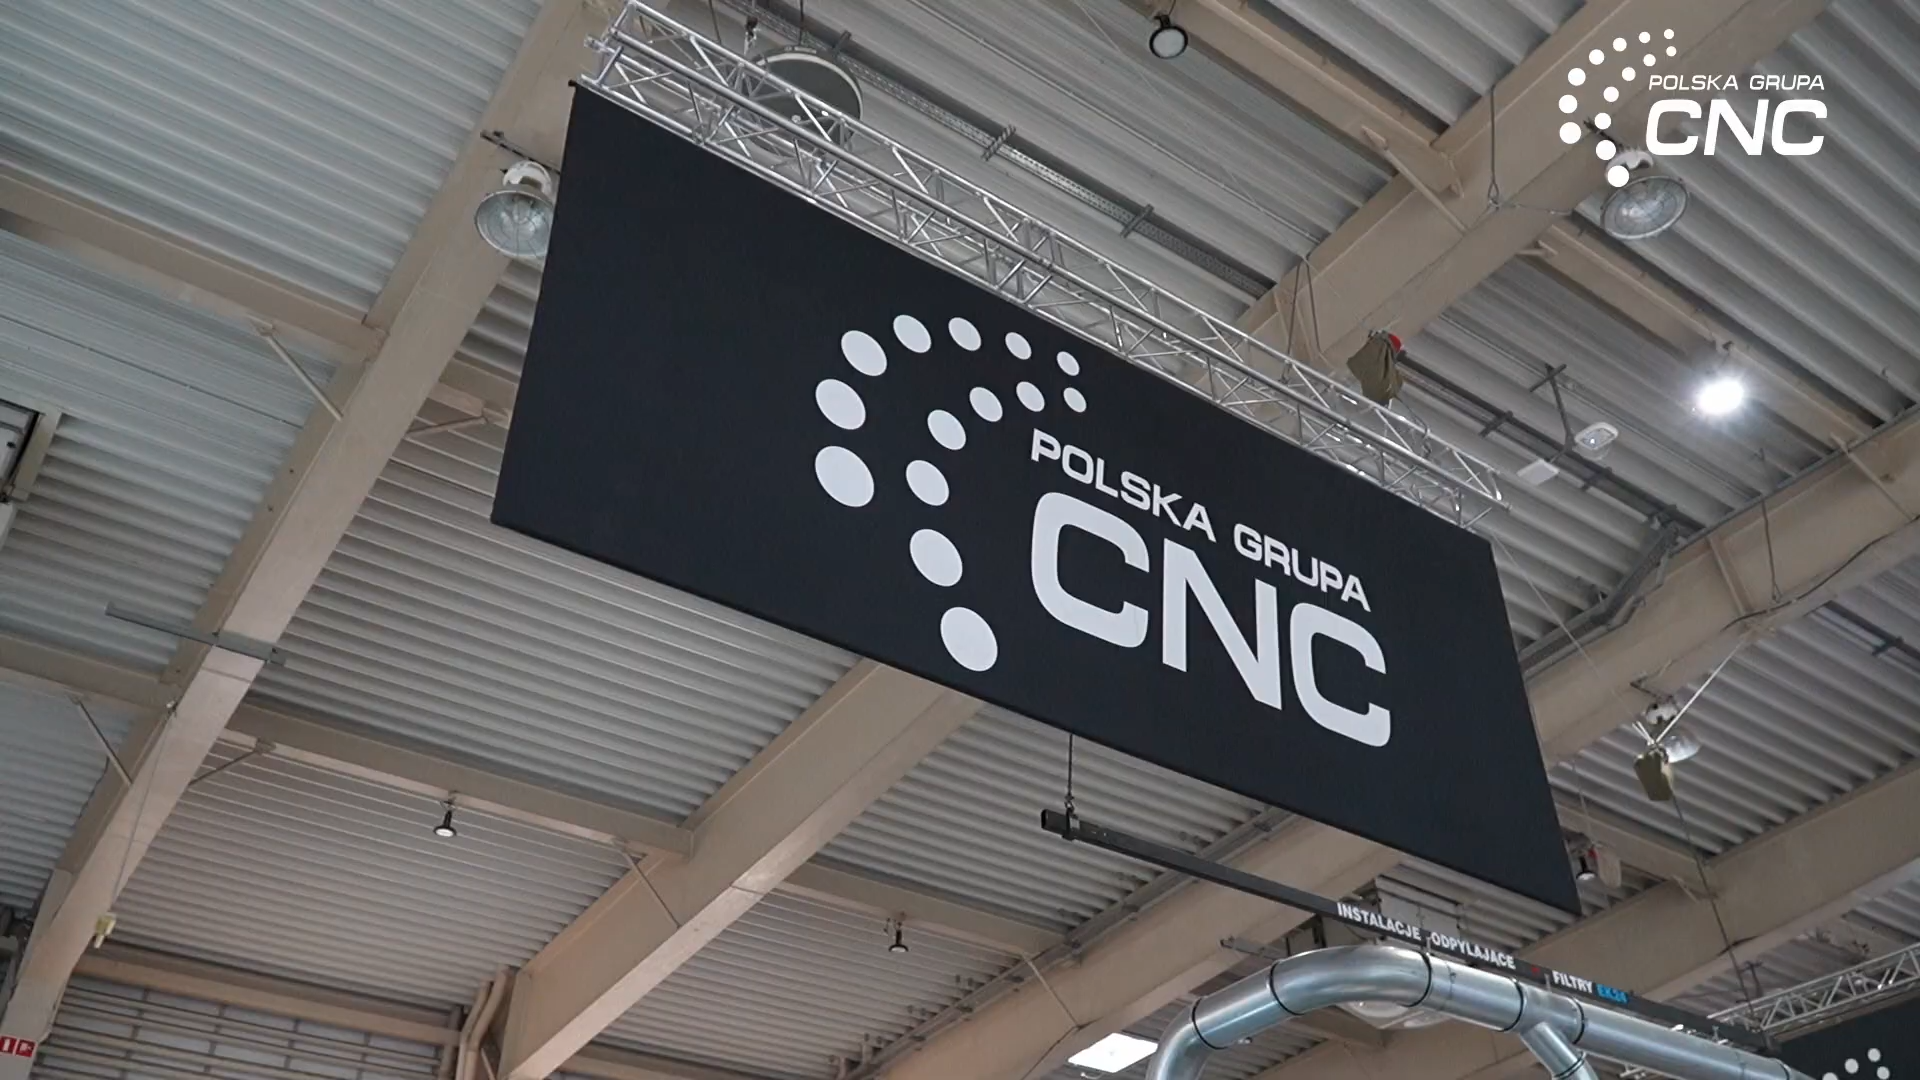 POLSKA GRUPA
CNC
POLSKA GRUPA
CNC
INSTALACJE ODPYLAJĄCE
FILTRY